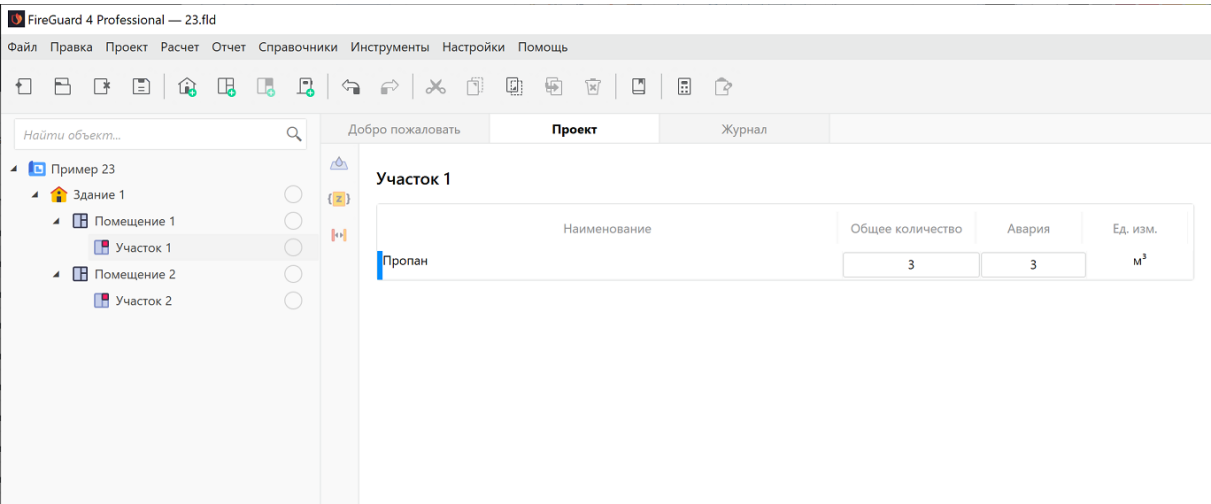 FireGuard 4 Professional — 23.fld
Файл Правка Проект Расчет Отчет Справочники Инструменты Настройки Помощь
Найти объект...
Добро пожаловать Проект Журнал
Пример 23
Здание 1
Помещение 1
Участок 1
Помещение 2
Участок 2
{z}
Участок 1
Наименование Общее количество Авария Ед. изм.
Пропан 3 3 м³